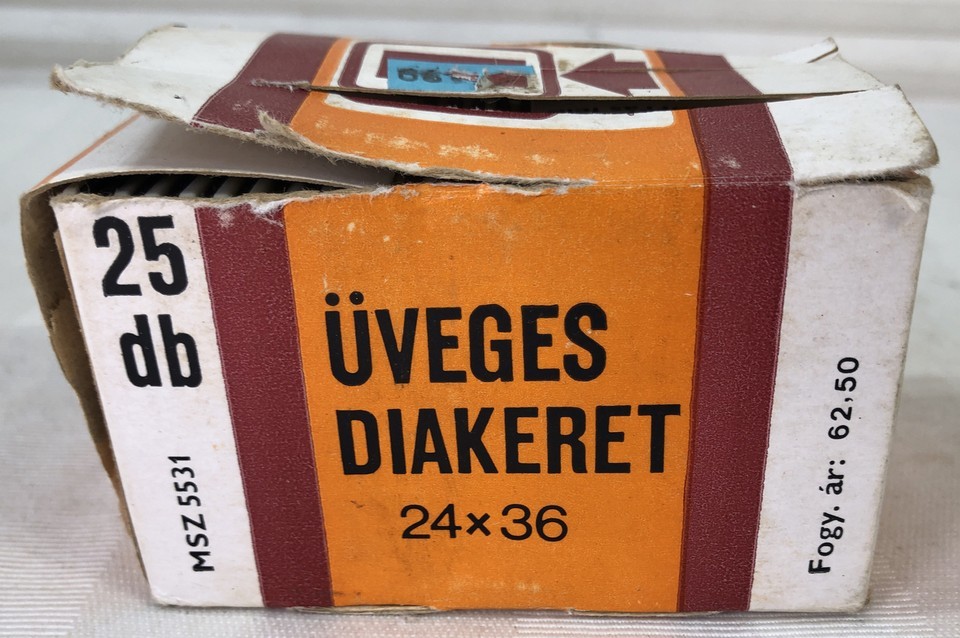 25
db
MSZ 5531
ÜVEGES
DIAKERET
24×36
Fogy. ár: 62,50